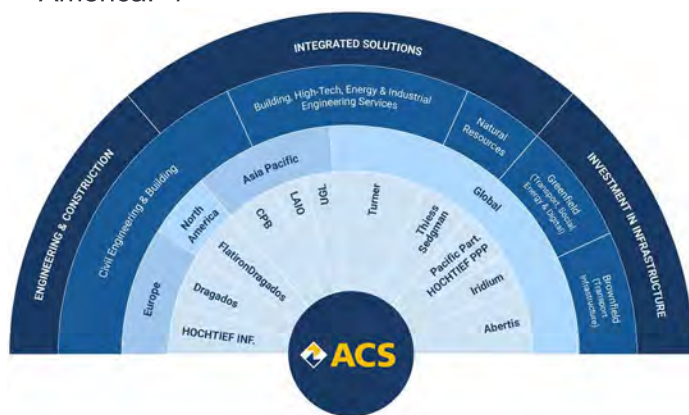 America.
ENGINEERING & CONSTRUCTION
INTEGRATED SOLUTIONS
INVESTMENT IN INFRASTRUCTURE
Civil Engineering & Building
Building, High-Tech, Energy & Industrial
Engineering Services
Natural
Resources
Greenfield
(Transport, Social
Energy & Digital)
Brownfield
(Transport
Infrastructure)
Europe
North
America
Asia Pacific
Global
HOCHTIEF INF.
Dragados
FlatironDragados
CPB
LAIO
UGL
Turner
Thiess
Sedgman
Pacific Part.
HOCHTIEF PPP
Iridium
Abertis
ACS